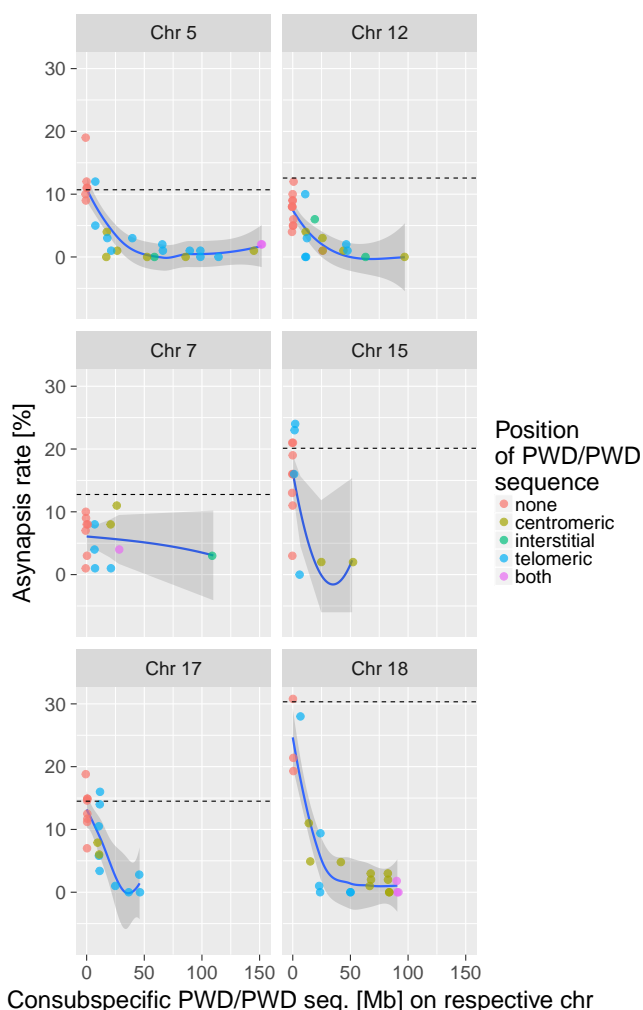 Chr 5
Chr 12
30
20
10
0
Chr 7
Chr 15
30
20
10
0
Chr 17
Chr 18
30
20
10
0
0 50 100 150 0 50 100 150
Asynapsis rate [%]
Consubspecific PWD/PWD seq. [Mb] on respective chr
Position
of PWD/PWD
sequence
none
centromeric
interstitial
telomeric
both